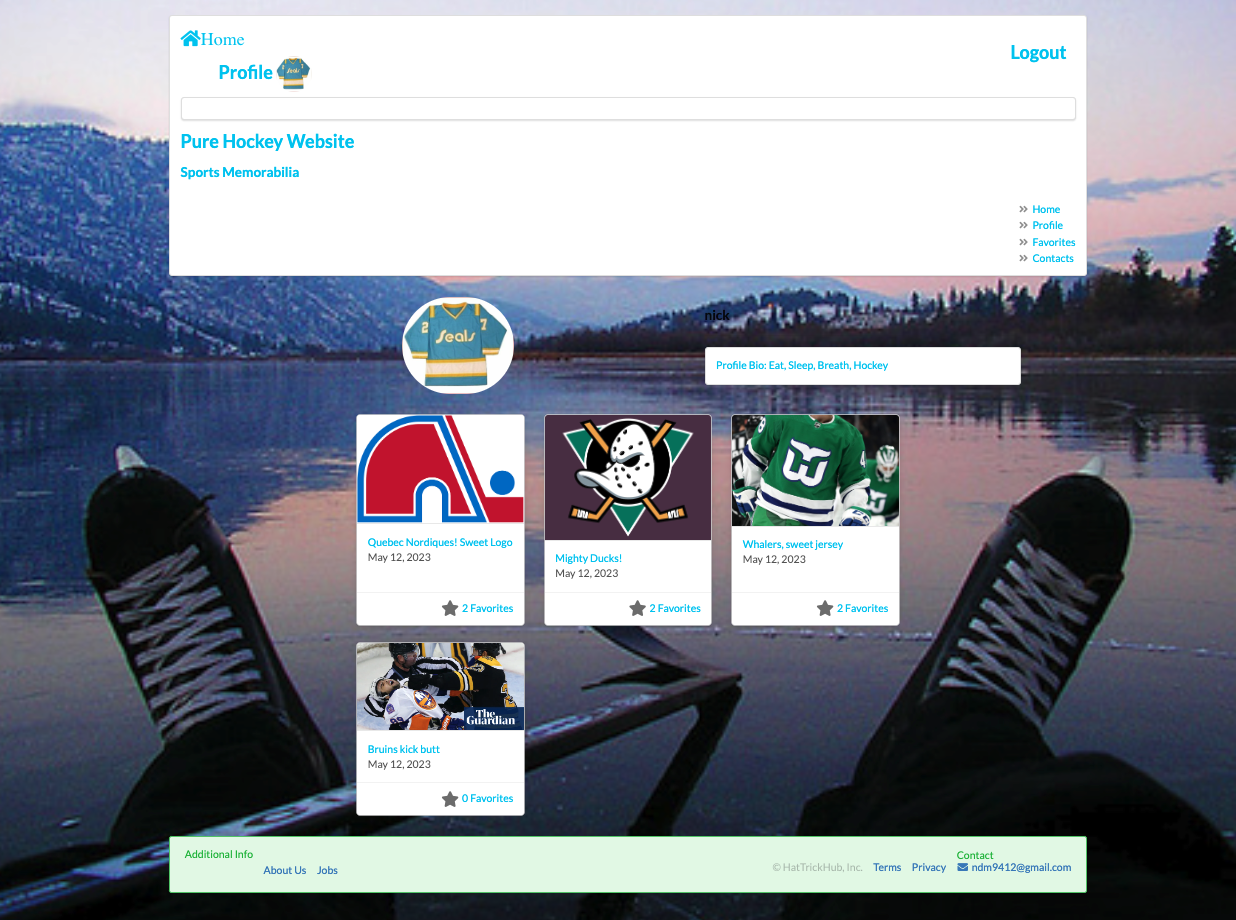 Home
Logout
Profile
Seals
Pure Hockey Website
Sports Memorabilia
Home
Profile
Favorites
Contacts
nick
2 7
Seals
Profile Bio: Eat, Sleep, Breath, Hockey
Quebec Nordiques! Sweet Logo
May 12, 2023
2 Favorites
Mighty Ducks!
May 12, 2023
2 Favorites
Whalers, sweet jersey
May 12, 2023
2 Favorites
The
Guardian
Bruins kick butt
May 12, 2023
0 Favorites
Additional Info
About Us Jobs
© HatTrickHub, Inc. Terms Privacy
Contact
ndm9412@gmail.com